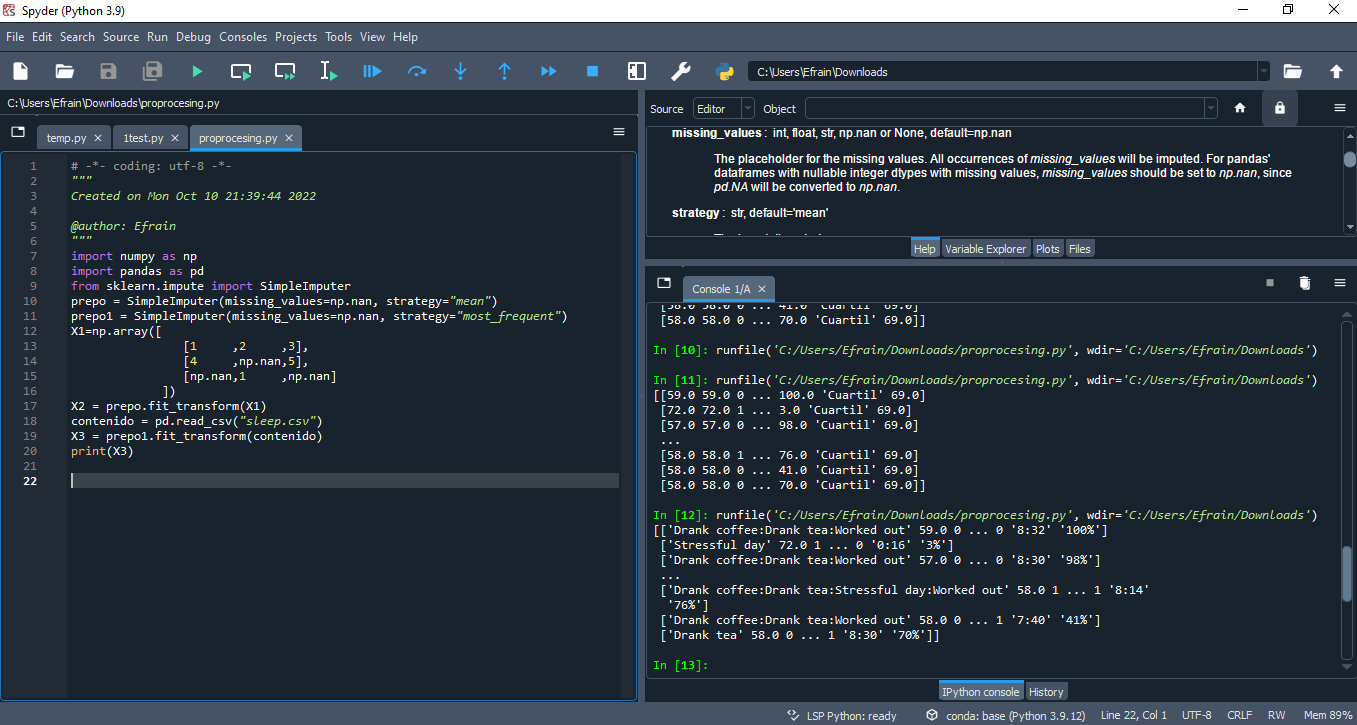 Spyder (Python 3.9)
File Edit Search Source Run Debug Consoles Projects Tools View Help
C:\Users\Efrain\Downloads
C:\Users\Efrain\Downloads\proprocesing.py
temp.py
1test.py
proprocesing.py
1 # -*- coding: utf-8 -*-
2 """
3 Created on Mon Oct 10 21:39:44 2022
4
5 @author: Efrain
6 """
7 import numpy as np
8 import pandas as pd
9 from sklearn.impute import SimpleImputer
10 prepo = SimpleImputer(missing_values=np.nan, strategy="mean")
11 prepo1 = SimpleImputer(missing_values=np.nan, strategy="most_frequent")
12 X1=np.array([
13 [1 ,2 ,3],
14 [4 ,np.nan,5],
15 [np.nan,1 ,np.nan]
16 ])
17 X2 = prepo.fit_transform(X1)
18 contenido = pd.read_csv("sleep.csv")
19 X3 = prepo1.fit_transform(contenido)
20 print(X3)
21
22
Source Editor Object
missing_values : int, float, str, np.nan or None, default=np.nan
The placeholder for the missing values. All occurrences of missing_values will be imputed. For pandas'
dataframes with nullable integer dtypes with missing values, missing_values should be set to np.nan, since
pd.NA will be converted to np.nan.
strategy : str, default='mean'
Help Variable Explorer Plots Files
Console 1/A
[58.0 58.0 0 ... 41.0 'Cuartil' 69.0]
[58.0 58.0 0 ... 70.0 'Cuartil' 69.0]]
In [10]: runfile('C:/Users/Efrain/Downloads/proprocesing.py', wdir='C:/Users/Efrain/Downloads')
In [11]: runfile('C:/Users/Efrain/Downloads/proprocesing.py', wdir='C:/Users/Efrain/Downloads')
[[59.0 59.0 0 ... 100.0 'Cuartil' 69.0]
[72.0 72.0 1 ... 3.0 'Cuartil' 69.0]
[57.0 57.0 0 ... 98.0 'Cuartil' 69.0]
...
[58.0 58.0 1 ... 76.0 'Cuartil' 69.0]
[58.0 58.0 0 ... 41.0 'Cuartil' 69.0]
[58.0 58.0 0 ... 70.0 'Cuartil' 69.0]]
In [12]: runfile('C:/Users/Efrain/Downloads/proprocesing.py', wdir='C:/Users/Efrain/Downloads')
[['Drank coffee:Drank tea:Worked out' 59.0 0 ... 0 '8:32' '100%']
['Stressful day' 72.0 1 ... 0 '0:16' '3%']
['Drank coffee:Drank tea:Worked out' 57.0 0 ... 0 '8:30' '98%']
...
['Drank coffee:Drank tea:Stressful day:Worked out' 58.0 1 ... 1 '8:14'
'76%']
['Drank coffee:Drank tea:Worked out' 58.0 0 ... 1 '7:40' '41%']
['Drank tea' 58.0 0 ... 1 '8:30' '70%']]
In [13]:
IPython console History
LSP Python: ready conda: base (Python 3.9.12) Line 22, Col 1 UTF-8 CRLF RW Mem 89%